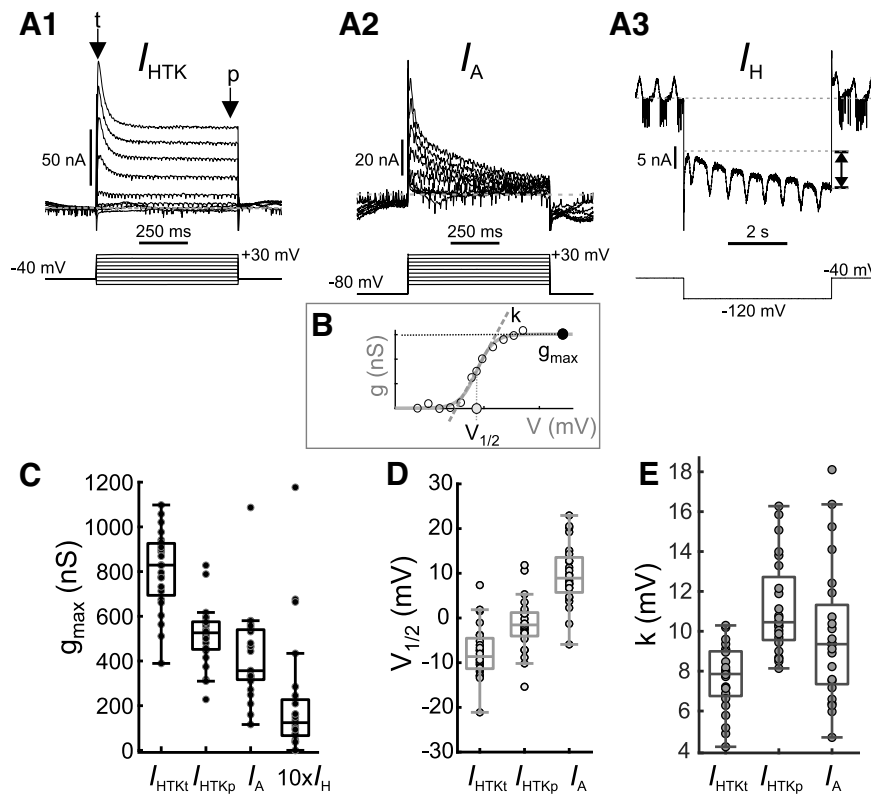 A1
A2
A3
t
p
I_HTK
I_A
I_H
50 nA
20 nA
5 nA
250 ms
250 ms
2 s
-40 mV
+30 mV
-80 mV
+30 mV
-40 mV
-120 mV
B
k
g_max
g (nS)
V (mV)
V_1/2
C
g_max (nS)
1200
1000
800
600
400
200
0
I_HTKt
I_HTKp
I_A
10xI_H
D
V_1/2 (mV)
30
20
10
0
-10
-20
-30
I_HTKt
I_HTKp
I_A
E
k (mV)
18
16
14
12
10
8
6
4
I_HTKt
I_HTKp
I_A